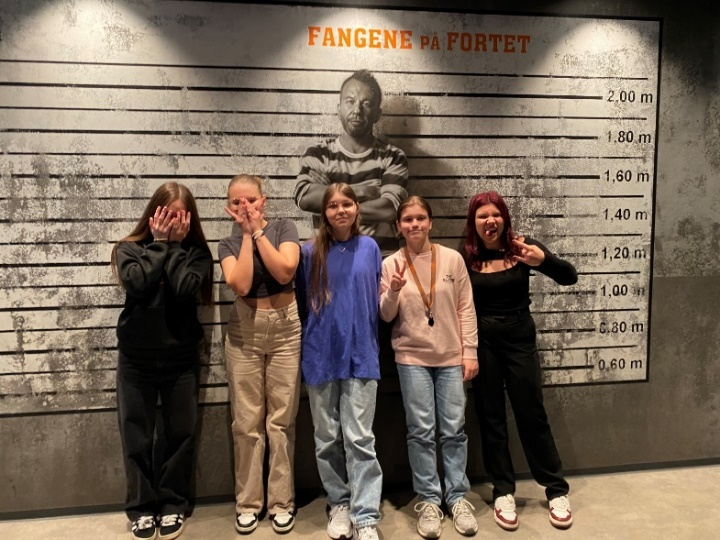 FANGENE PÅ FORTET
2,00 m
1,80 m
1,60 m
1,40 m
1,20 m
1,00 m
0,80 m
0,60 m